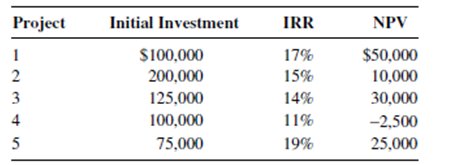 Project Initial Investment IRR NPV
1 $100,000 17% $50,000
2 200,000 15% 10,000
3 125,000 14% 30,000
4 100,000 11% −2,500
5 75,000 19% 25,000